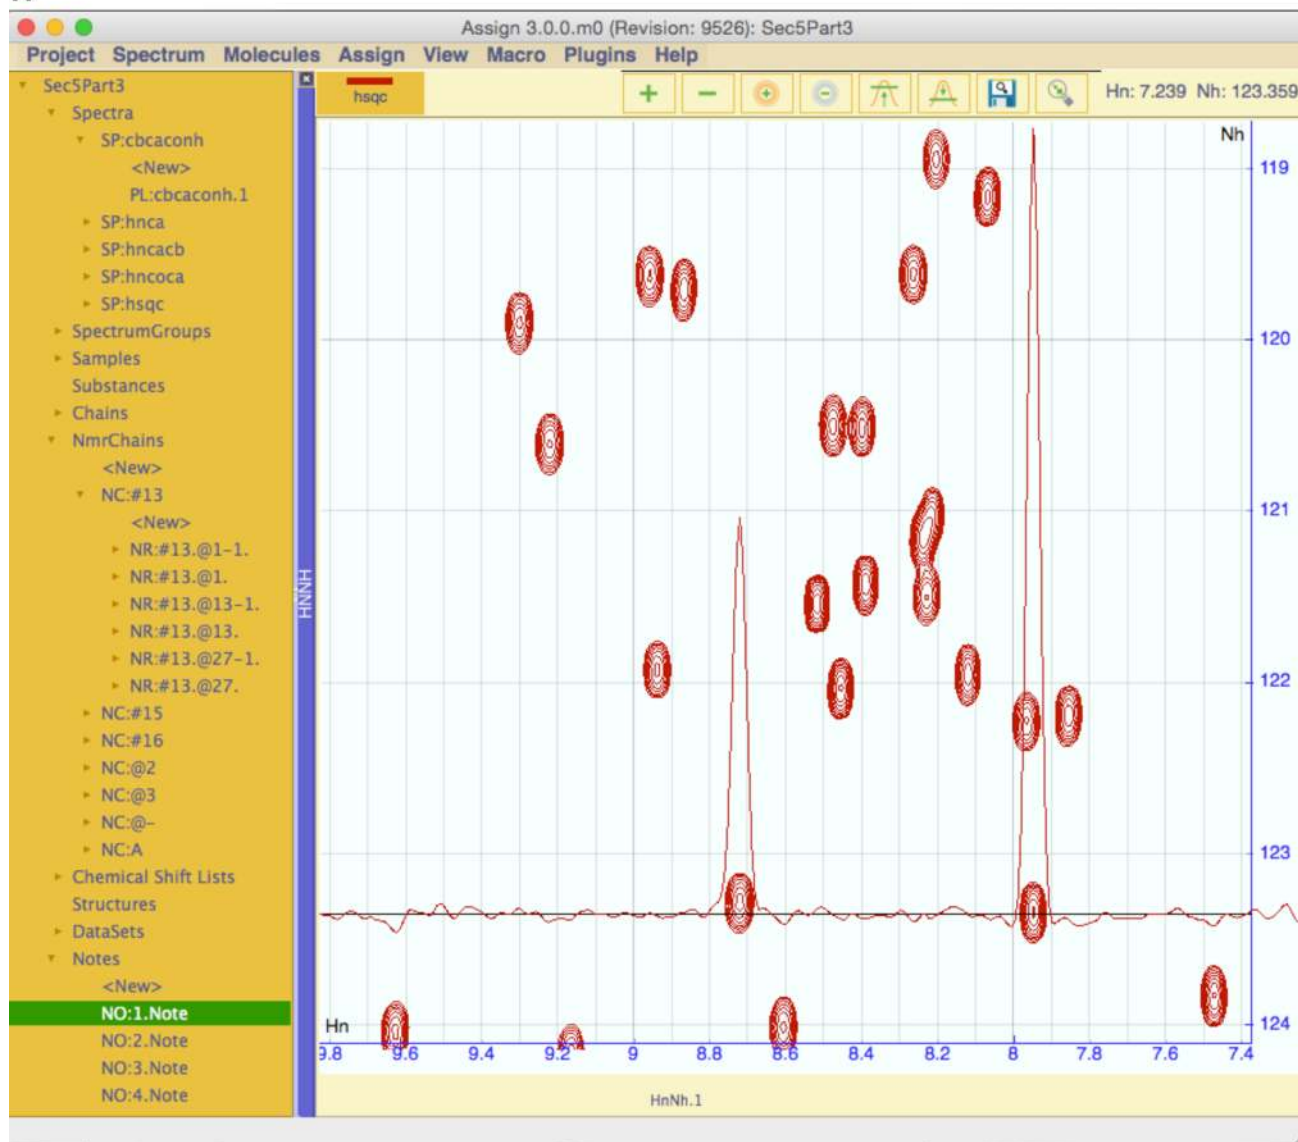 Assign 3.0.0.m0 (Revision: 9526): Sec5Part3
Project Spectrum Molecules Assign View Macro Plugins Help
Sec5Part3
Spectra
SP:cbcaconh
<New>
PL:cbcaconh.1
SP:hnca
SP:hncacb
SP:hncoca
SP:hsqc
SpectrumGroups
Samples
Substances
Chains
NmrChains
<New>
NC:#13
<New>
NR:#13.@1-1.
NR:#13.@1.
NR:#13.@13-1.
NR:#13.@13.
NR:#13.@27-1.
NR:#13.@27.
NC:#15
NC:#16
NC:@2
NC:@3
NC:@-
NC:A
Chemical Shift Lists
Structures
DataSets
Notes
<New>
NO:1.Note
NO:2.Note
NO:3.Note
NO:4.Note
HNNH
hsqc
Hn: 7.239 Nh: 123.359
Nh
119
120
121
122
123
124
Hn
9.8 9.6 9.4 9.2 9 8.8 8.6 8.4 8.2 8 7.8 7.6 7.4
HnNh.1